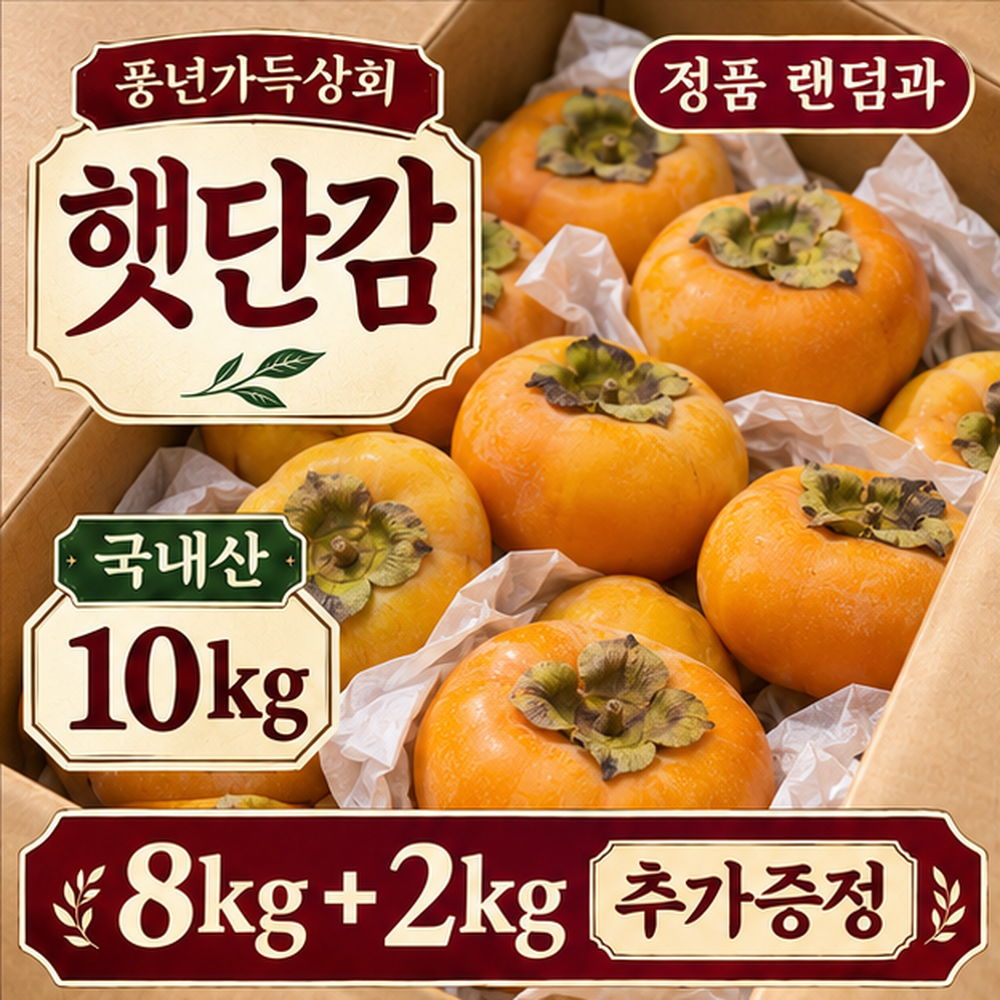 풍년가득상회
정품 랜덤과
햇단감
국내산
10kg
8kg+2kg 추가증정